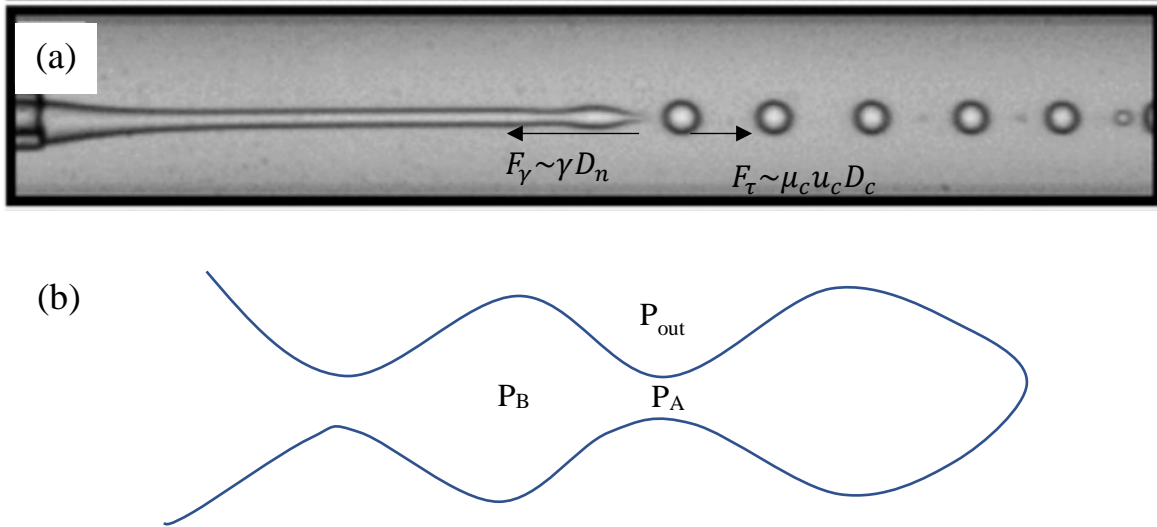 (a)
F_γ~γD_n
F_τ~μ_c u_c D_c
(b)
P_out
P_B
P_A